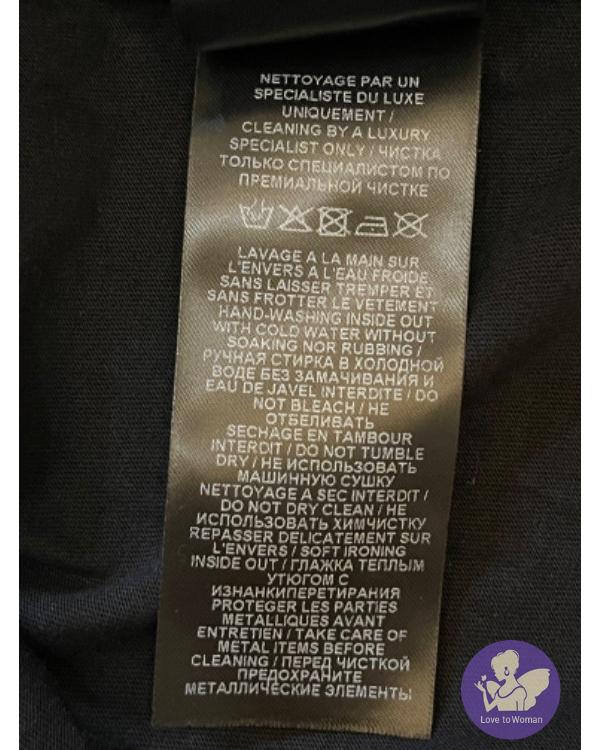 NETTOYAGE PAR UN
SPECIALISTE DU LUXE
UNIQUEMENT /
CLEANING BY A LUXURY
SPECIALIST ONLY / ЧИСТКА
ТОЛЬКО СПЕЦИАЛИСТОМ ПО
ПРЕМИАЛЬНОЙ ЧИСТКЕ
LAVAGE A LA MAIN SUR
L'ENVERS A L'EAU FROIDE
SANS LAISSER TREMPER ET
SANS FROTTER LE VETEMENT
HAND-WASHING INSIDE OUT
WITH COLD WATER WITHOUT
SOAKING NOR RUBBING /
РУЧНАЯ СТИРКА В ХОЛОДНОЙ
ВОДЕ БЕЗ ЗАМАЧИВАНИЯ И
EAU DE JAVEL INTERDITE / DO
NOT BLEACH / НЕ
ОТБЕЛИВАТЬ
SECHAGE EN TAMBOUR
INTERDIT / DO NOT TUMBLE
DRY / НЕ ИСПОЛЬЗОВАТЬ
МАШИННУЮ СУШКУ
NETTOYAGE A SEC INTERDIT /
DO NOT DRY CLEAN / НЕ
ИСПОЛЬЗОВАТЬ ХИМЧИСТКУ
REPASSER DELICATEMENT SUR
L'ENVERS / SOFT IRONING
INSIDE OUT / ГЛАЖКА ТЕПЛЫМ
УТЮГОМ С
ИЗНАНКИПЕРЕТИРАНИЯ
PROTEGER LES PARTIES
METALLIQUES AVANT
ENTRETIEN / TAKE CARE OF
METAL ITEMS BEFORE
CLEANING / ПЕРЕД ЧИСТКОЙ
ПРЕДОХРАНИТЕ
МЕТАЛЛИЧЕСКИЕ ЭЛЕМЕНТЫ
Love to Woman